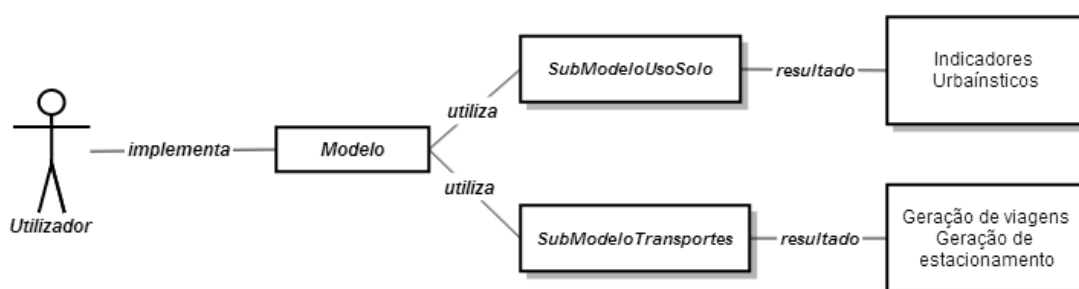 Utilizador
implementa
Modelo
utiliza
SubModeloUsoSolo
resultado
Indicadores
Urbaínsticos
utiliza
SubModeloTransportes
resultado
Geração de viagens
Geração de
estacionamento